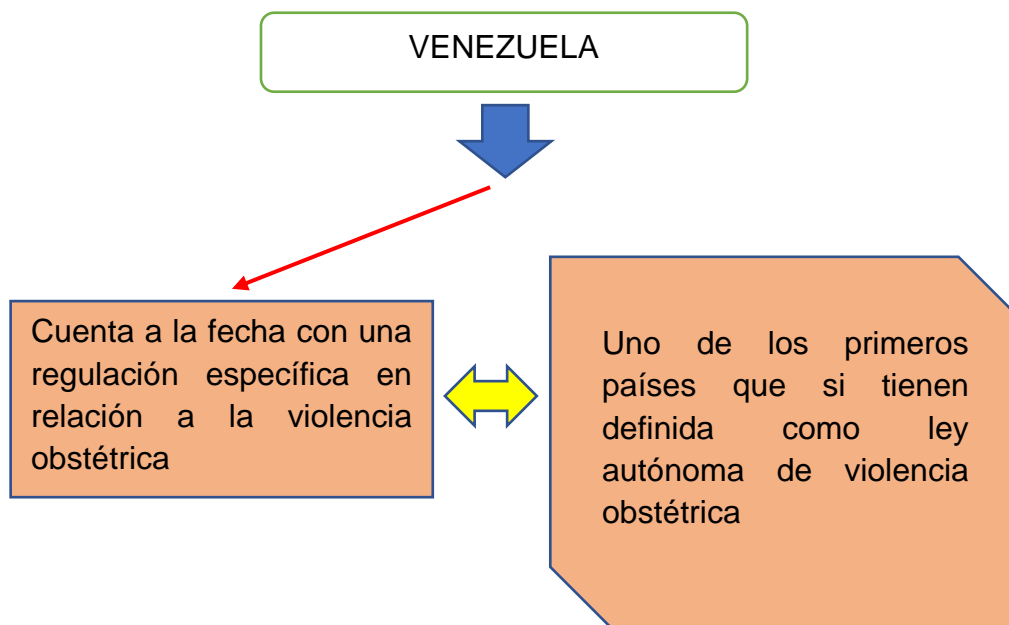 VENEZUELA
Cuenta a la fecha con una
regulación específica en
relación a la violencia
obstétrica
Uno de los primeros
países que si tienen
definida como ley
autónoma de violencia
obstétrica